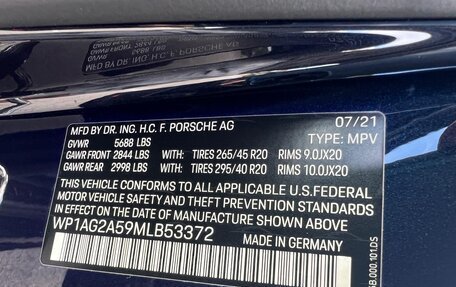 MFD BY DR. ING. H.C. F. PORSCHE AG 07/21
GVWR 5688 LBS TYPE: MPV
GAWR FRONT 2844 LBS WITH: TIRES 265/45 R20 RIMS 9.0JX20
GAWR REAR 2998 LBS WITH: TIRES 295/40 R20 RIMS 10.0JX20
THIS VEHICLE CONFORMS TO ALL APPLICABLE U.S.FEDERAL
MOTOR VEHICLE SAFETY, BUMPER, AND THEFT PREVENTION STANDARDS
IN EFFECT ON THE DATE OF MANUFACTURE SHOWN ABOVE.
WP1AG2A59MLB53372 MADE IN GERMANY